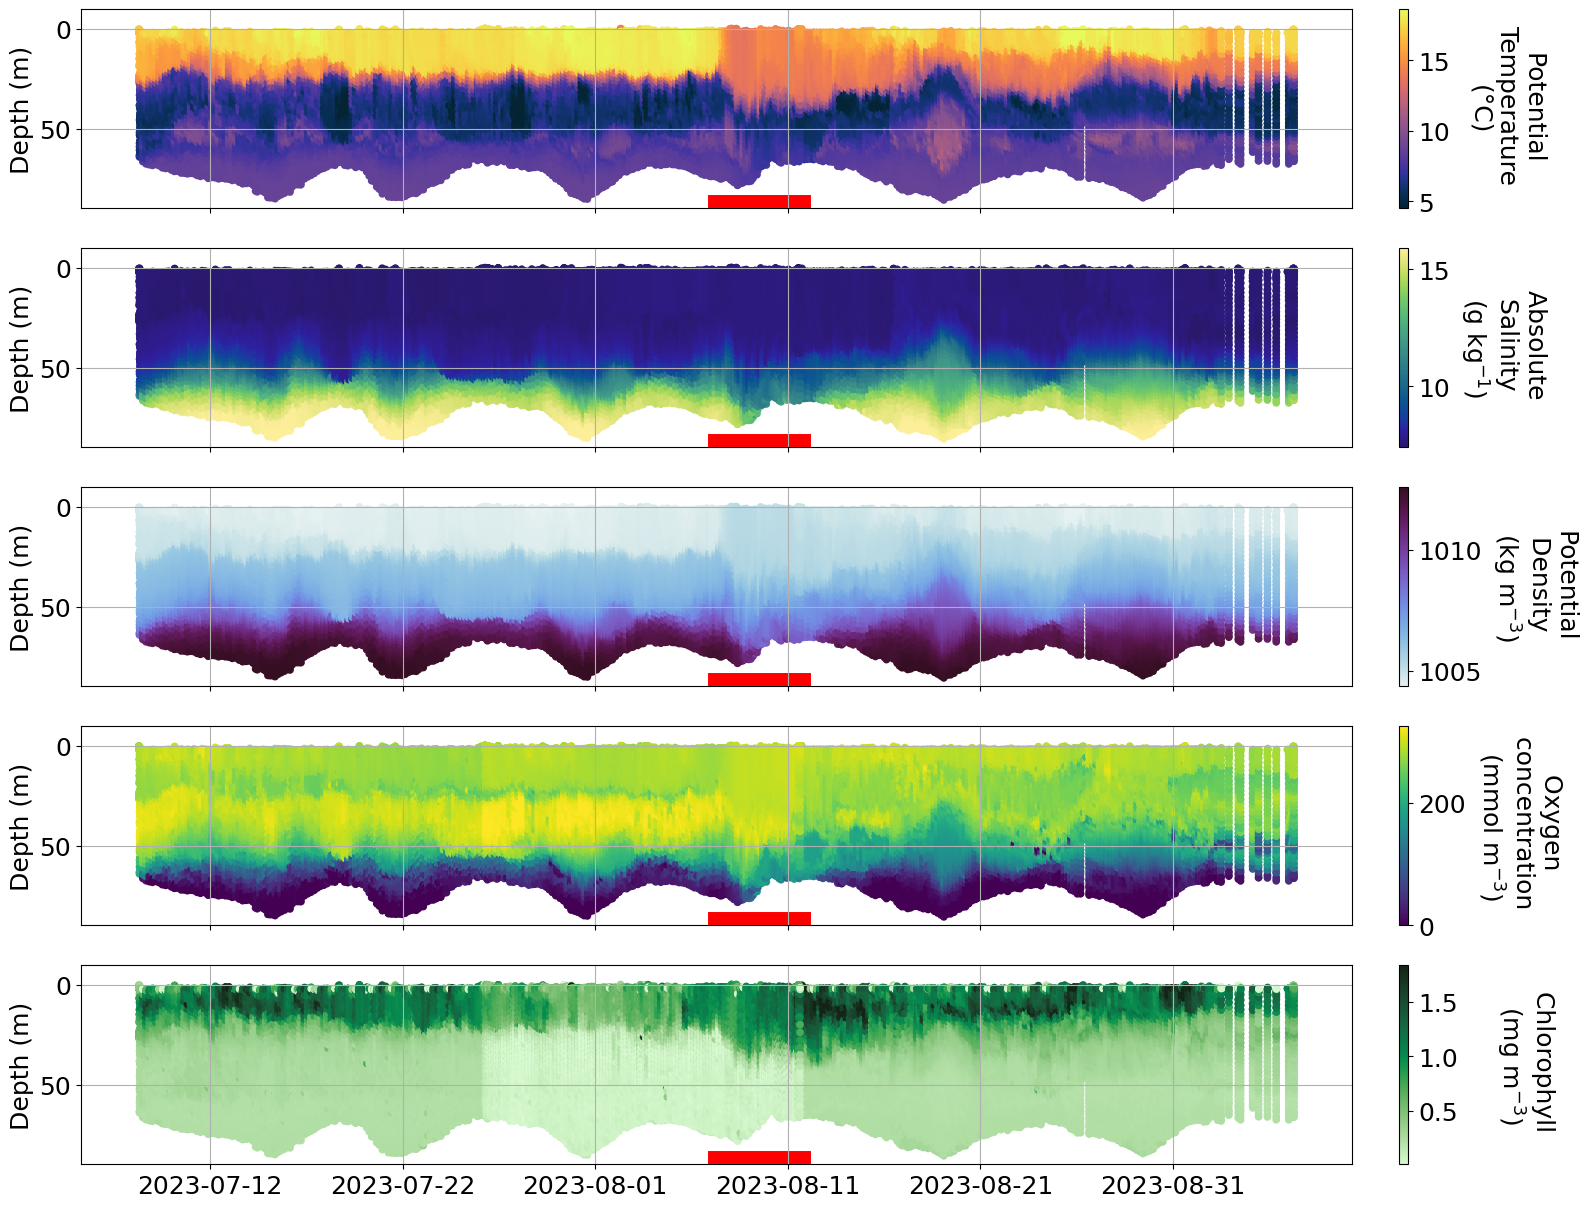 0
50
Depth (m)
15
10
5
Potential
Temperature
(°C)
0
50
Depth (m)
15
10
Absolute
Salinity
(g kg⁻¹)
0
50
Depth (m)
1010
1005
Potential
Density
(kg m⁻³)
0
50
Depth (m)
200
0
Oxygen
concentration
(mmol m⁻³)
0
50
Depth (m)
1.5
1.0
0.5
Chlorophyll
(mg m⁻³)
2023-07-12 2023-07-22 2023-08-01 2023-08-11 2023-08-21 2023-08-31